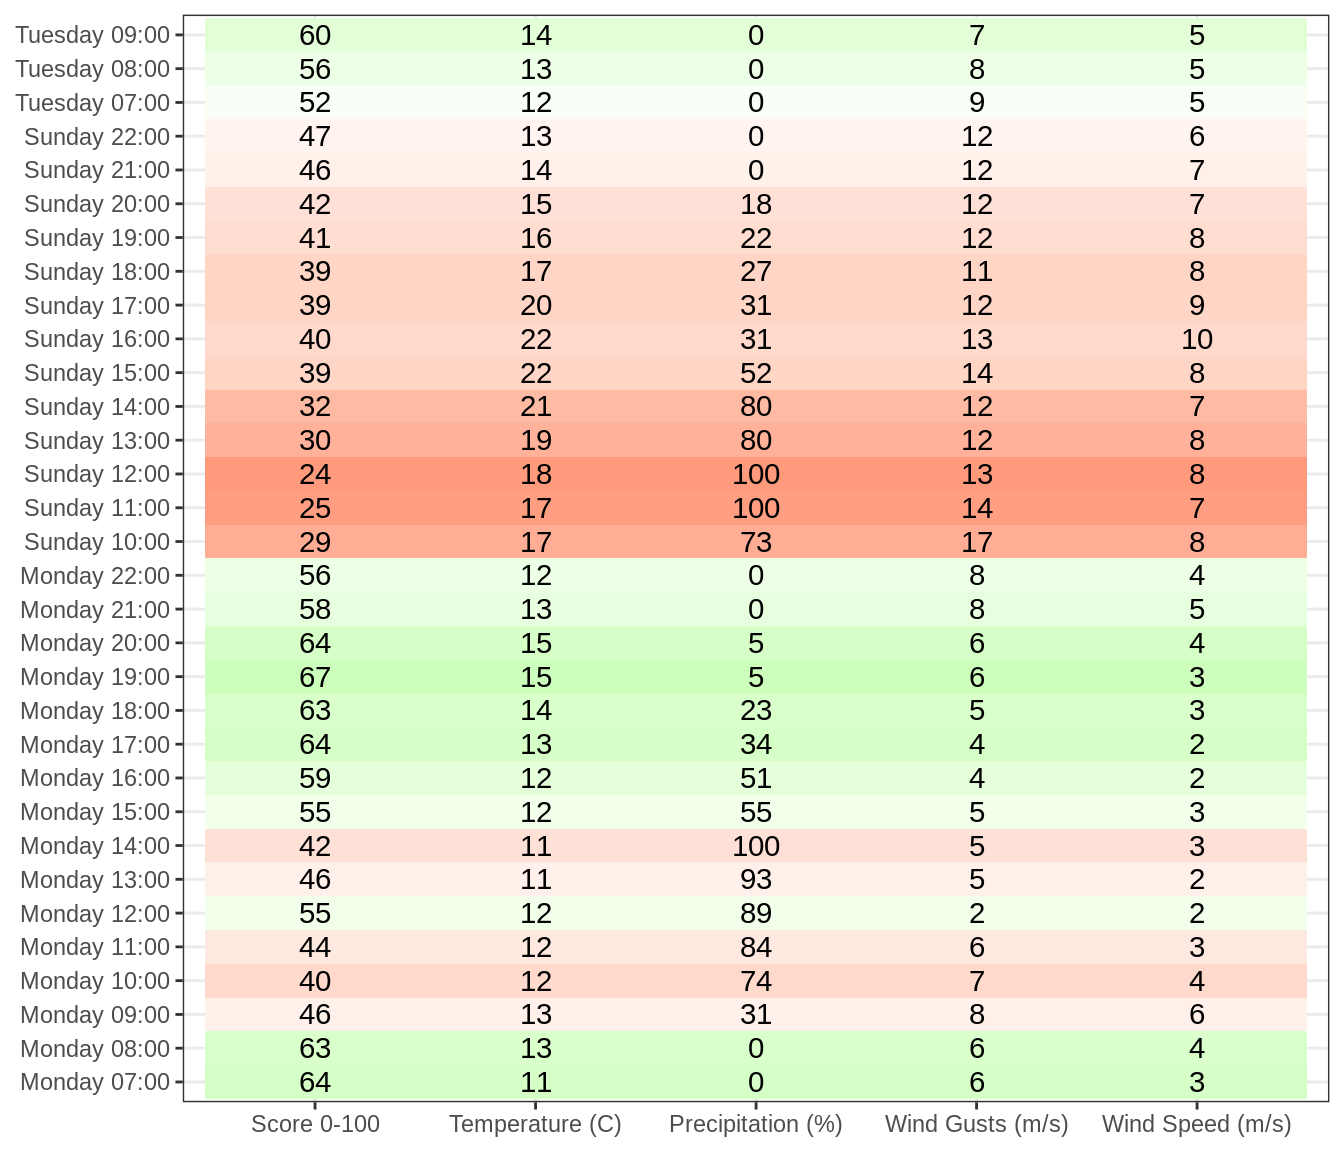 Tuesday 09:00 60 14 0 7 5
Tuesday 08:00 56 13 0 8 5
Tuesday 07:00 52 12 0 9 5
Sunday 22:00 47 13 0 12 6
Sunday 21:00 46 14 0 12 7
Sunday 20:00 42 15 18 12 7
Sunday 19:00 41 16 22 12 8
Sunday 18:00 39 17 27 11 8
Sunday 17:00 39 20 31 12 9
Sunday 16:00 40 22 31 13 10
Sunday 15:00 39 22 52 14 8
Sunday 14:00 32 21 80 12 7
Sunday 13:00 30 19 80 12 8
Sunday 12:00 24 18 100 13 8
Sunday 11:00 25 17 100 14 7
Sunday 10:00 29 17 73 17 8
Monday 22:00 56 12 0 8 4
Monday 21:00 58 13 0 8 5
Monday 20:00 64 15 5 6 4
Monday 19:00 67 15 5 6 3
Monday 18:00 63 14 23 5 3
Monday 17:00 64 13 34 4 2
Monday 16:00 59 12 51 4 2
Monday 15:00 55 12 55 5 3
Monday 14:00 42 11 100 5 3
Monday 13:00 46 11 93 5 2
Monday 12:00 55 12 89 2 2
Monday 11:00 44 12 84 6 3
Monday 10:00 40 12 74 7 4
Monday 09:00 46 13 31 8 6
Monday 08:00 63 13 0 6 4
Monday 07:00 64 11 0 6 3
Score 0-100 Temperature (C) Precipitation (%) Wind Gusts (m/s) Wind Speed (m/s)